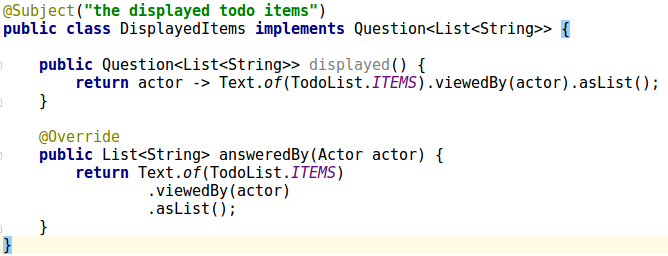 @Subject("the displayed todo items")
public class DisplayedItems implements Question<List<String>> {
public Question<List<String>> displayed() {
return actor -> Text.of(TodoList.ITEMS).viewedBy(actor).asList();
}
@Override
public List<String> answeredBy(Actor actor) {
return Text.of(TodoList.ITEMS)
.viewedBy(actor)
.asList();
}
}